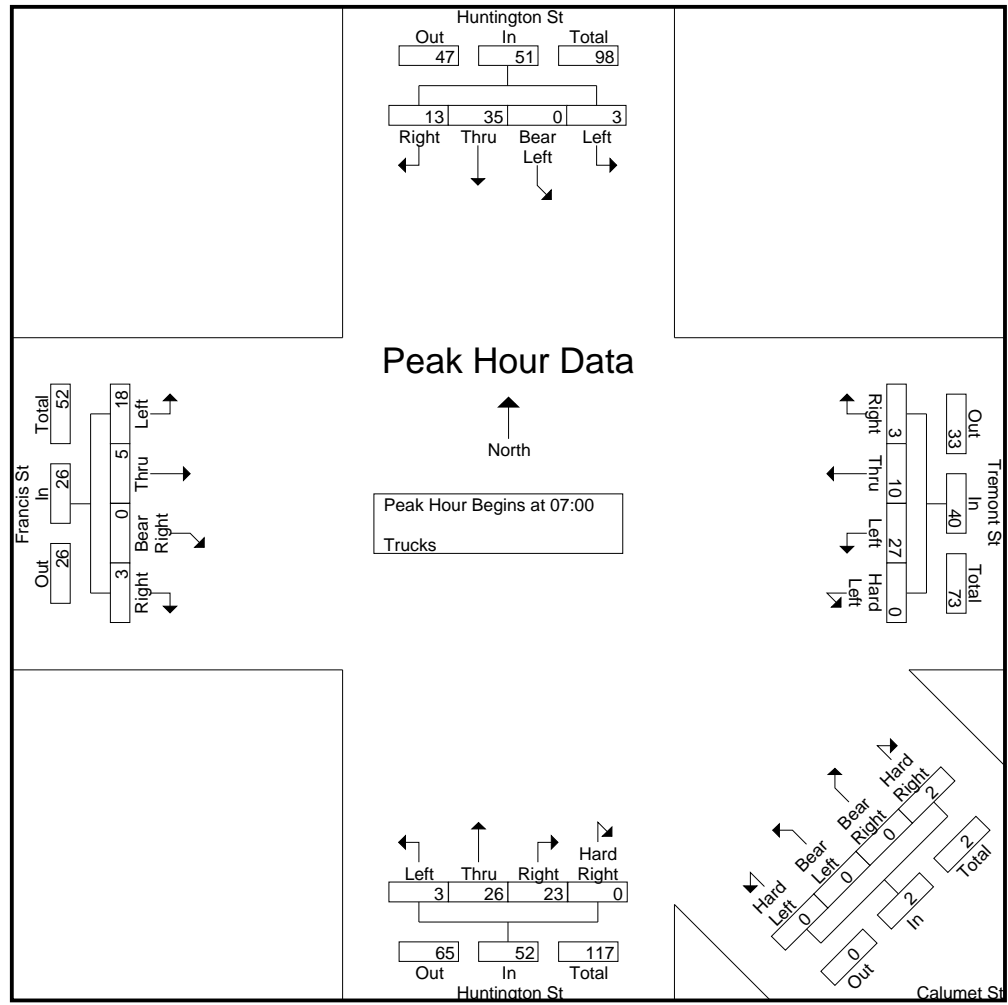 Huntington St
Out In Total
47 51 98
13 35 0 3
Right Thru Bear Left Left
Peak Hour Data
North
Peak Hour Begins at 07:00
Trucks
Francis St
Total In Out
52 26 26
18 5 0 3
Left Thru Bear Right Right
Tremont St
Out In Total
33 40 73
3 10 27 0
Right Thru Left Hard Left
Left Thru Right Hard Right
3 26 23 0
65 52 117
Out In Total
Huntington St
Hard Left Bear Left Bear Right Hard Right
0 0 0 2
0 2 2
Out In Total
Calumet St